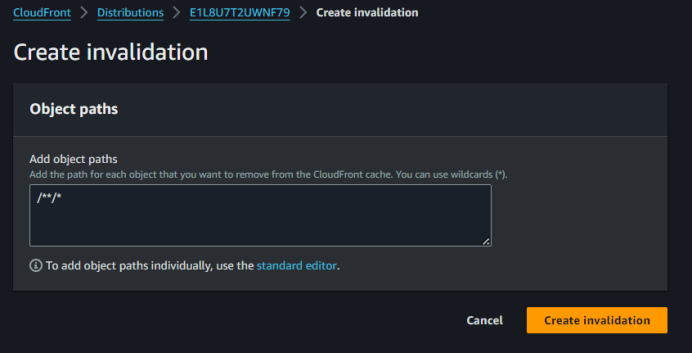 CloudFront > Distributions > E1L8U7T2UWNF79 > Create invalidation
Create invalidation
Object paths
Add object paths
Add the path for each object that you want to remove from the CloudFront cache. You can use wildcards (*).
/**/*
To add object paths individually, use the standard editor.
Cancel Create invalidation